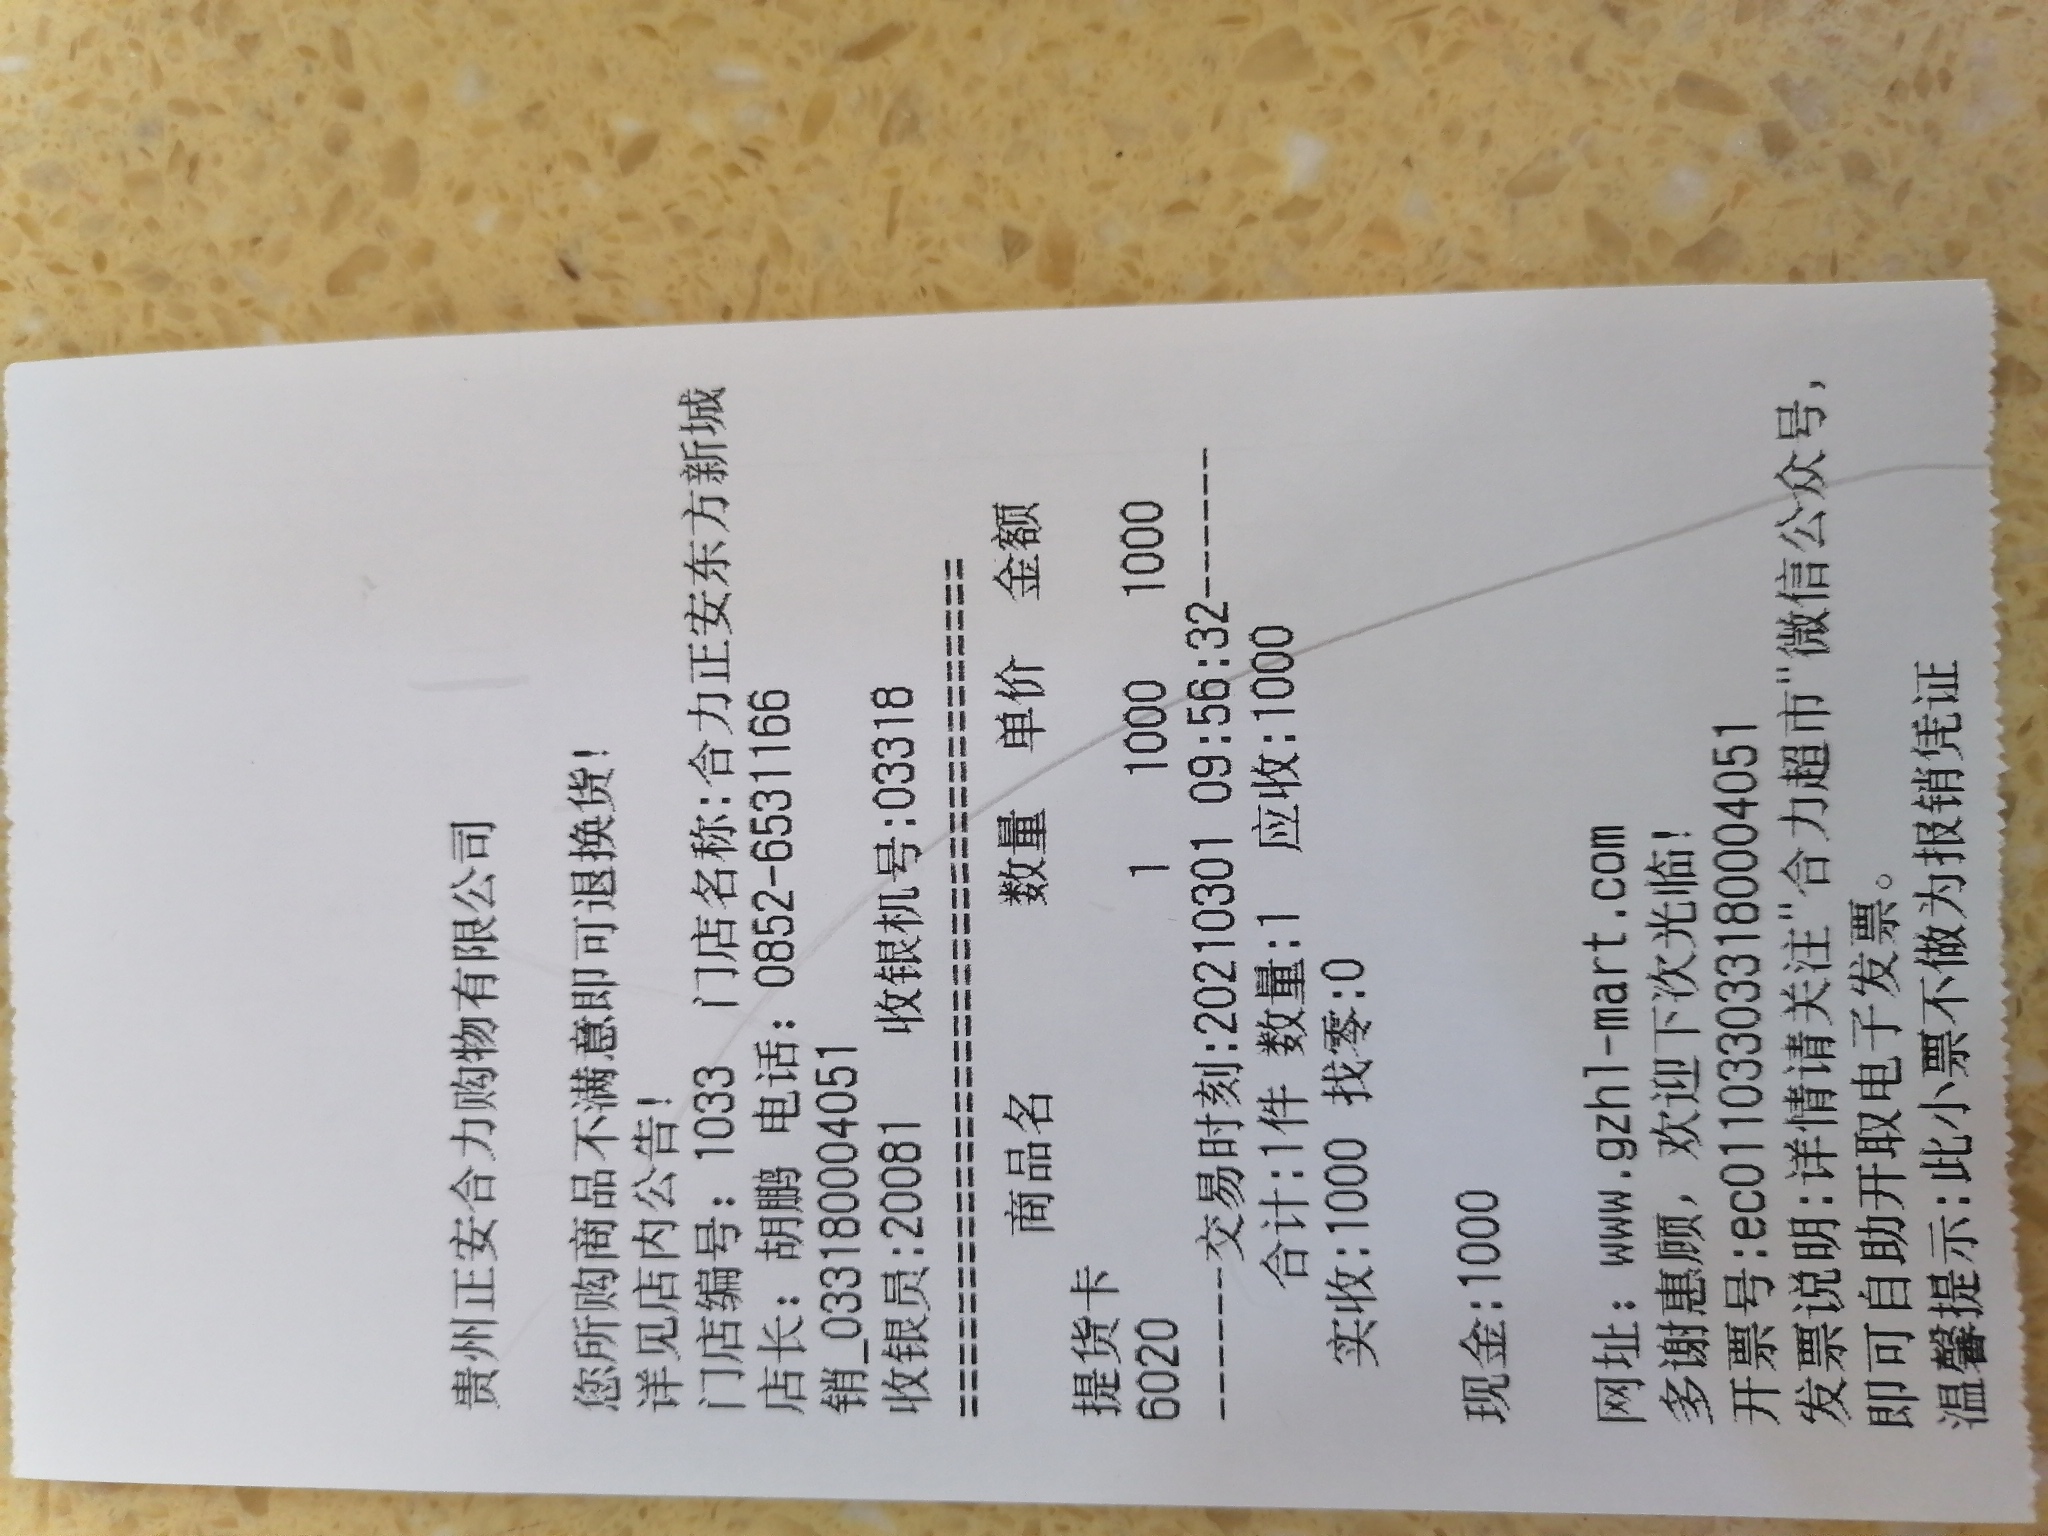 贵州正安合力购物有限公司
您所购商品不满意即可退换货!
详见店内公告!
门店编号: 1033 门店名称:合力正安东方新城
店长: 胡鹏 电话: 0852-6531166
销_0331800004051
收银员:20081 收银机号:03318
==================================
商品名 数量 单价 金额
提货卡
6020 1 1000 1000
-------交易时刻:20210301 09:56:32-------
合计:1件 数量:1 应收:1000
实收:1000 找零:0
现金:1000
网址: www.gzhl-mart.com
多谢惠顾, 欢迎下次光临!
开票号:ec01103303318000004051
发票说明:详情请关注"合力超市"微信公众号,
即可自助开取电子发票。
温馨提示:此小票不做为报销凭证